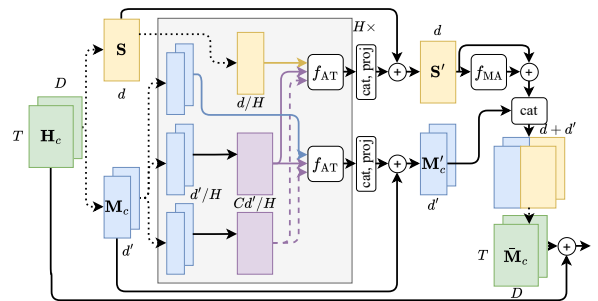 H×
d
S
S′
f_AT
cat, proj
+
f_MA
+
d
d/H
D
cat
T
H_c
d + d′
M_c
f_AT
cat, proj
+
M′_c
d′/H
Cd′/H
d′
d′
T
M̄_c
+
D